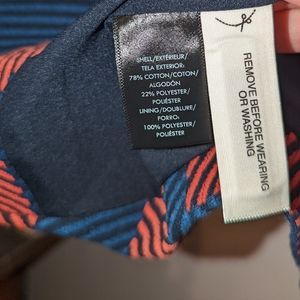 SHELL/EXTÉRIEUR/
TELA EXTERIOR:
78% COTTON/COTON/
ALGODÓN
22% POLYESTER/
POLIÉSTER
LINING/DOUBLURE/
FORRO:
100% POLYESTER/
POLIÉSTER
REMOVE BEFORE WEARING
OR WASHING